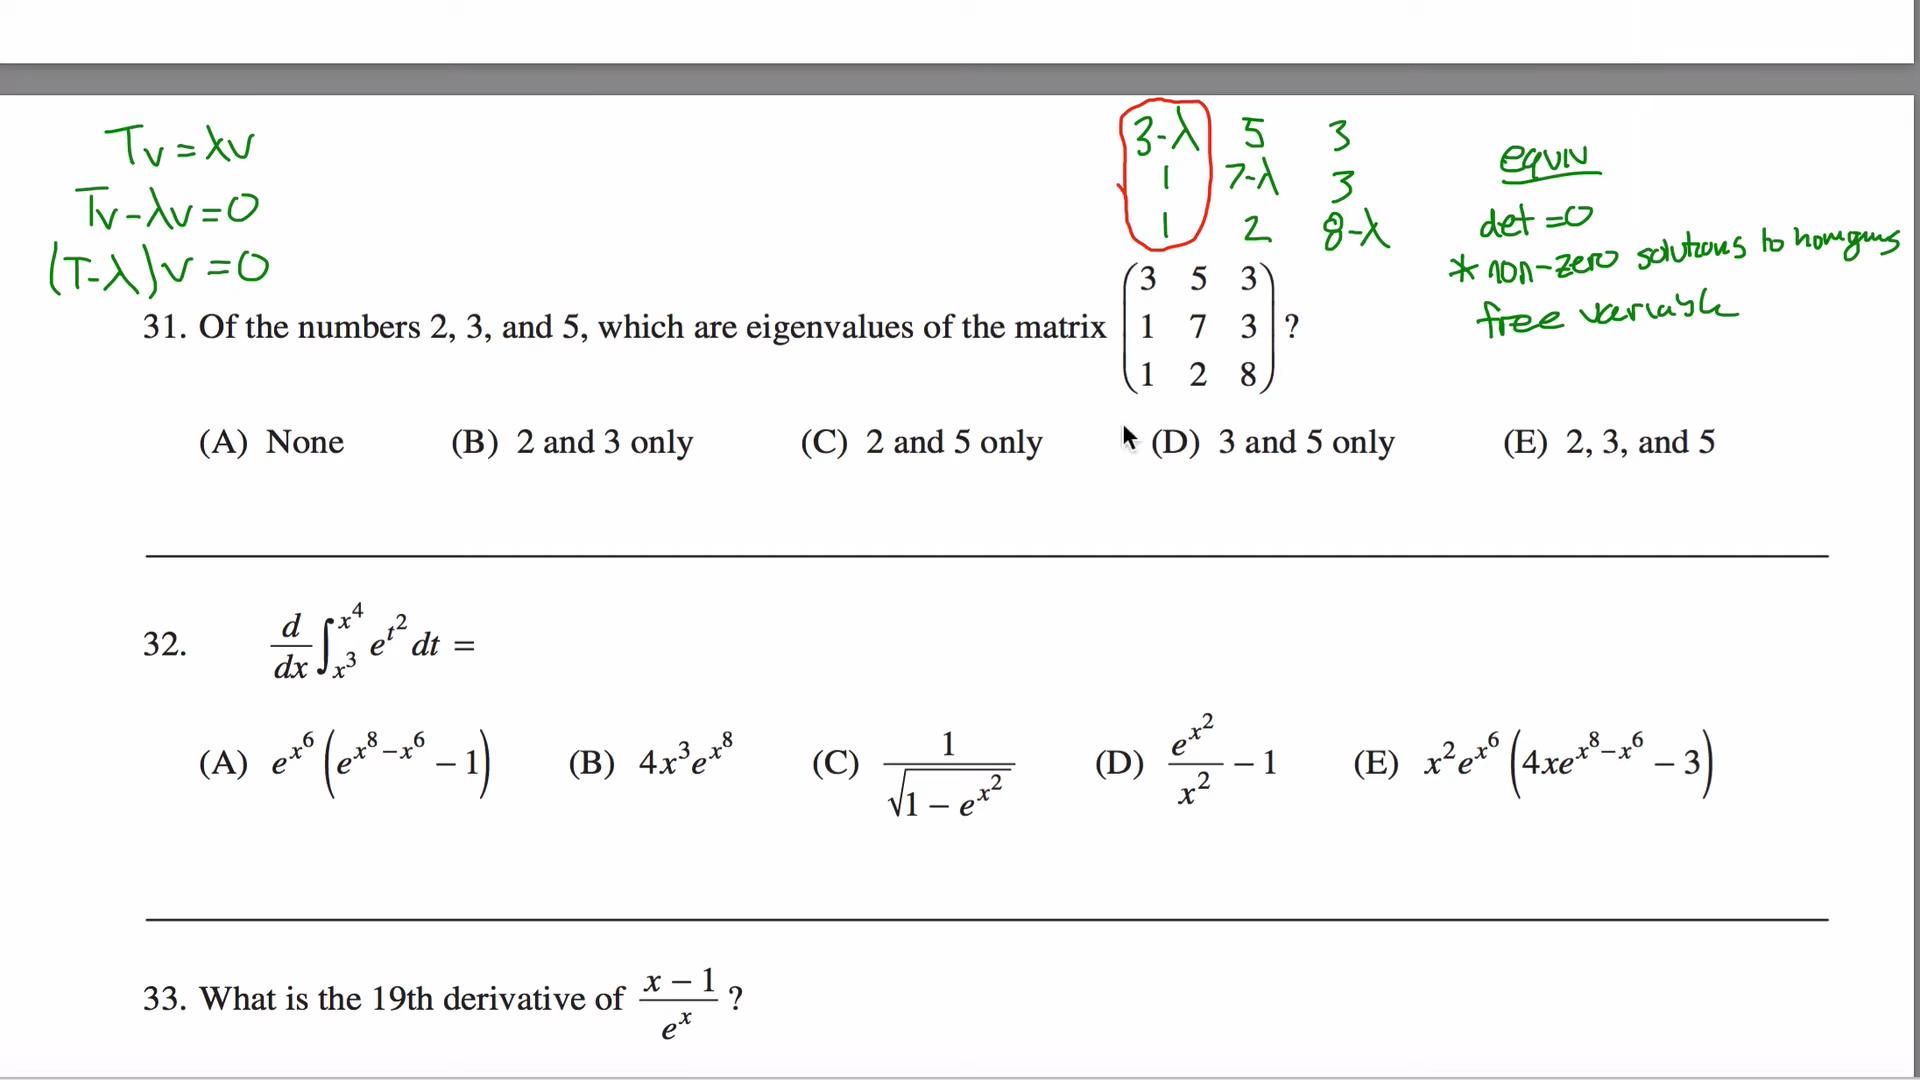 Tv = λv
Tv - λv = 0
(T-λ)v = 0
3-λ 5 3
1 7-λ 3
1 2 8-λ
equiv
det = 0
* non-zero solutions to
free variable
31. Of the numbers 2, 3, and 5, which are eigenvalues of the matrix (3 5 3
1 7 3
1 2 8) ?
(A) None (B) 2 and 3 only (C) 2 and 5 only (D) 3 and 5 only (E) 2, 3, and 5
32. d/dx ∫_{x^3}^{x^4} e^{t^2} dt =
(A) e^{x^6} (e^{x^8 − x^6} − 1) (B) 4x^3 e^{x^8} (C) 1/√(1 − e^{x^2}) (D) e^{x^2}/x^2 − 1 (E) x^2 e^{x^6} (4xe^{x^8 − x^6} − 3)
33. What is the 19th derivative of (x − 1)/e^x ?